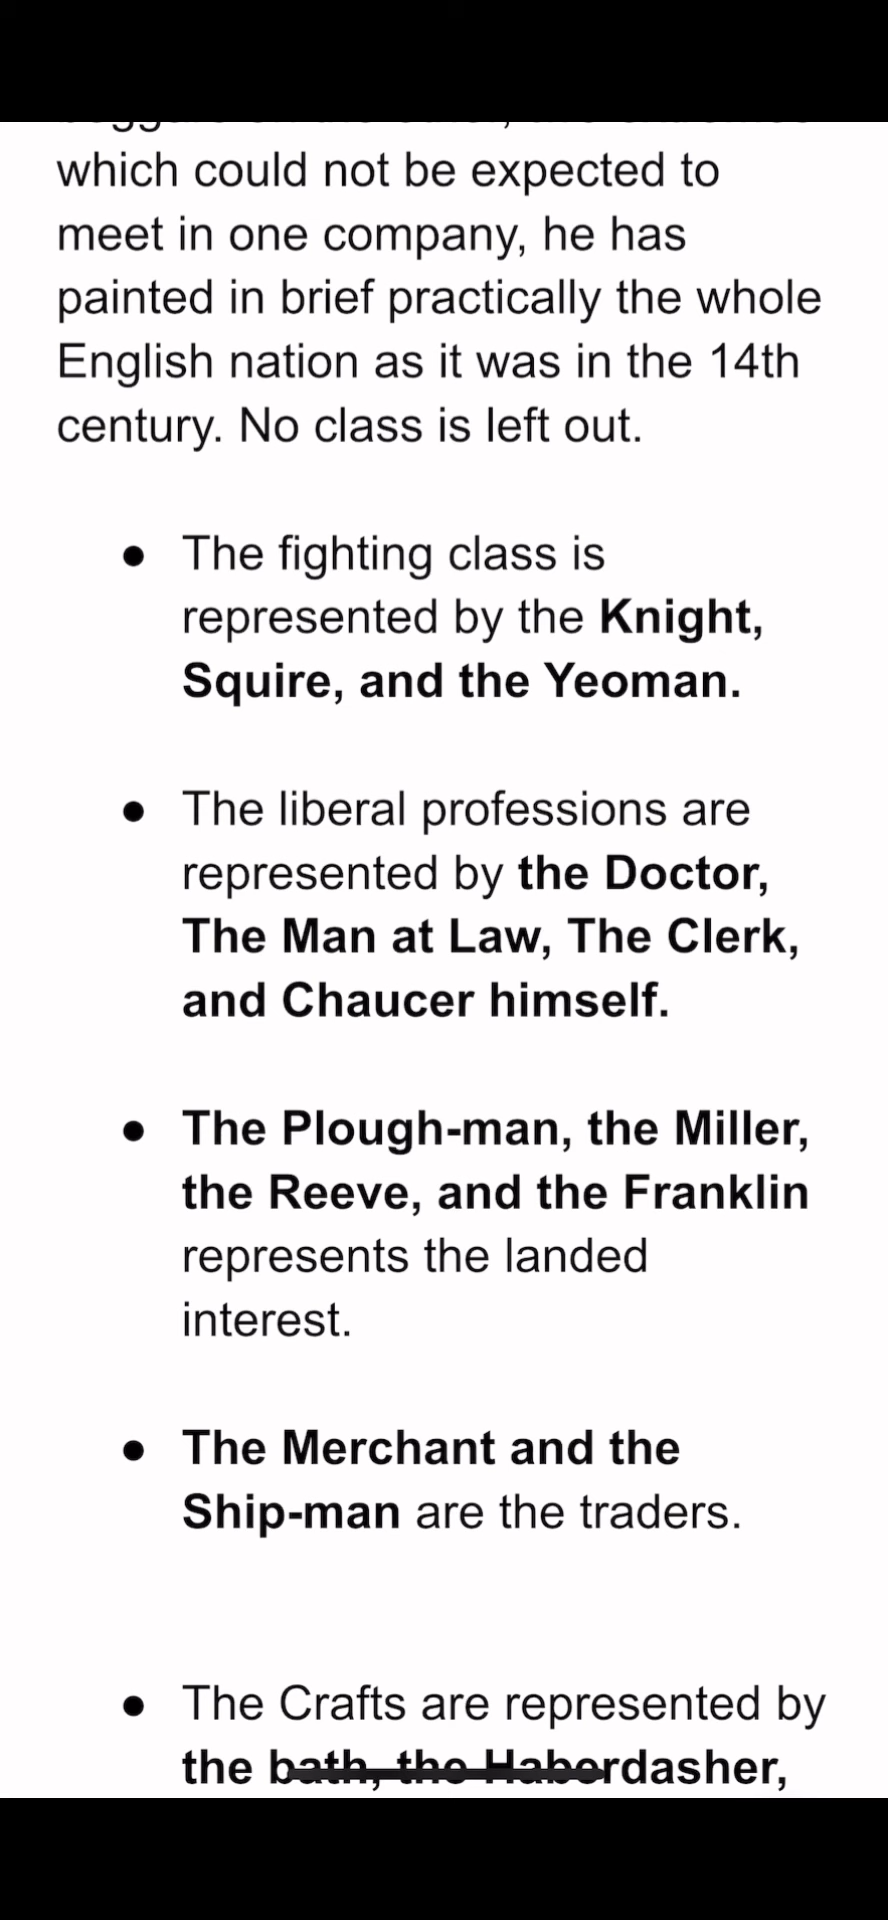 which could not be expected to
meet in one company, he has
painted in brief practically the whole
English nation as it was in the 14th
century. No class is left out.
● The fighting class is
represented by the Knight,
Squire, and the Yeoman.
● The liberal professions are
represented by the Doctor,
The Man at Law, The Clerk,
and Chaucer himself.
● The Plough-man, the Miller,
the Reeve, and the Franklin
represents the landed
interest.
● The Merchant and the
Ship-man are the traders.
● The Crafts are represented by
the bath, the Haberdasher,